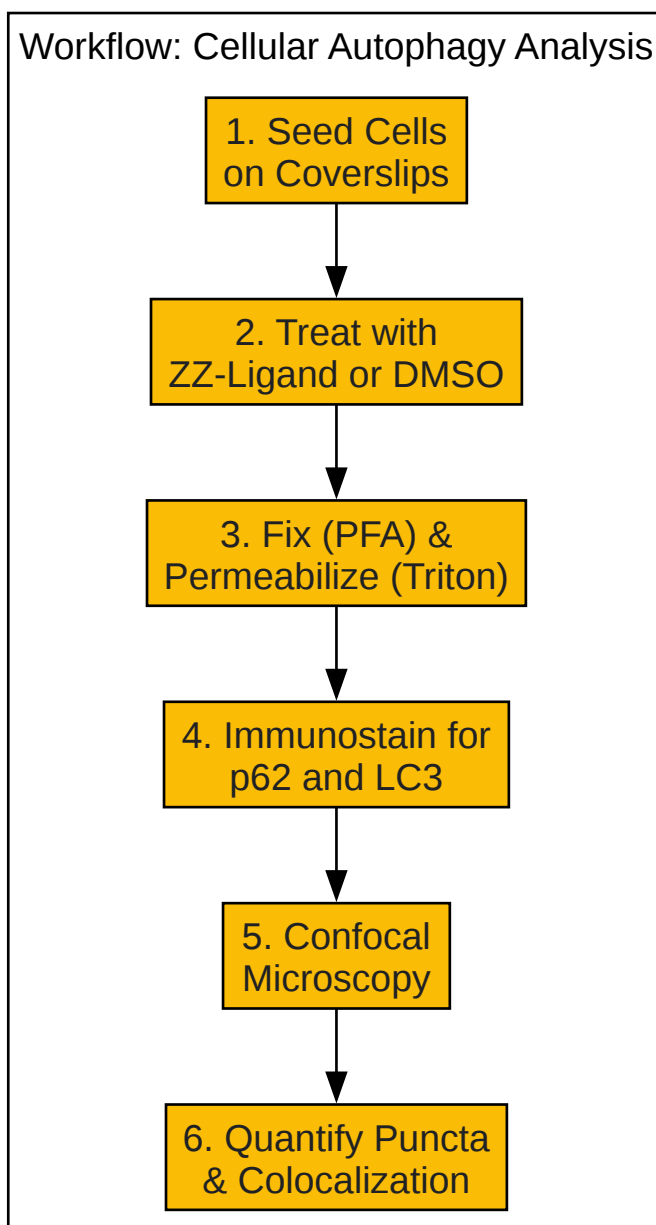 Workflow: Cellular Autophagy Analysis
1. Seed Cells
on Coverslips
2. Treat with
ZZ-Ligand or DMSO
3. Fix (PFA) &
Permeabilize (Triton)
4. Immunostain for
p62 and LC3
5. Confocal
Microscopy
6. Quantify Puncta
& Colocalization